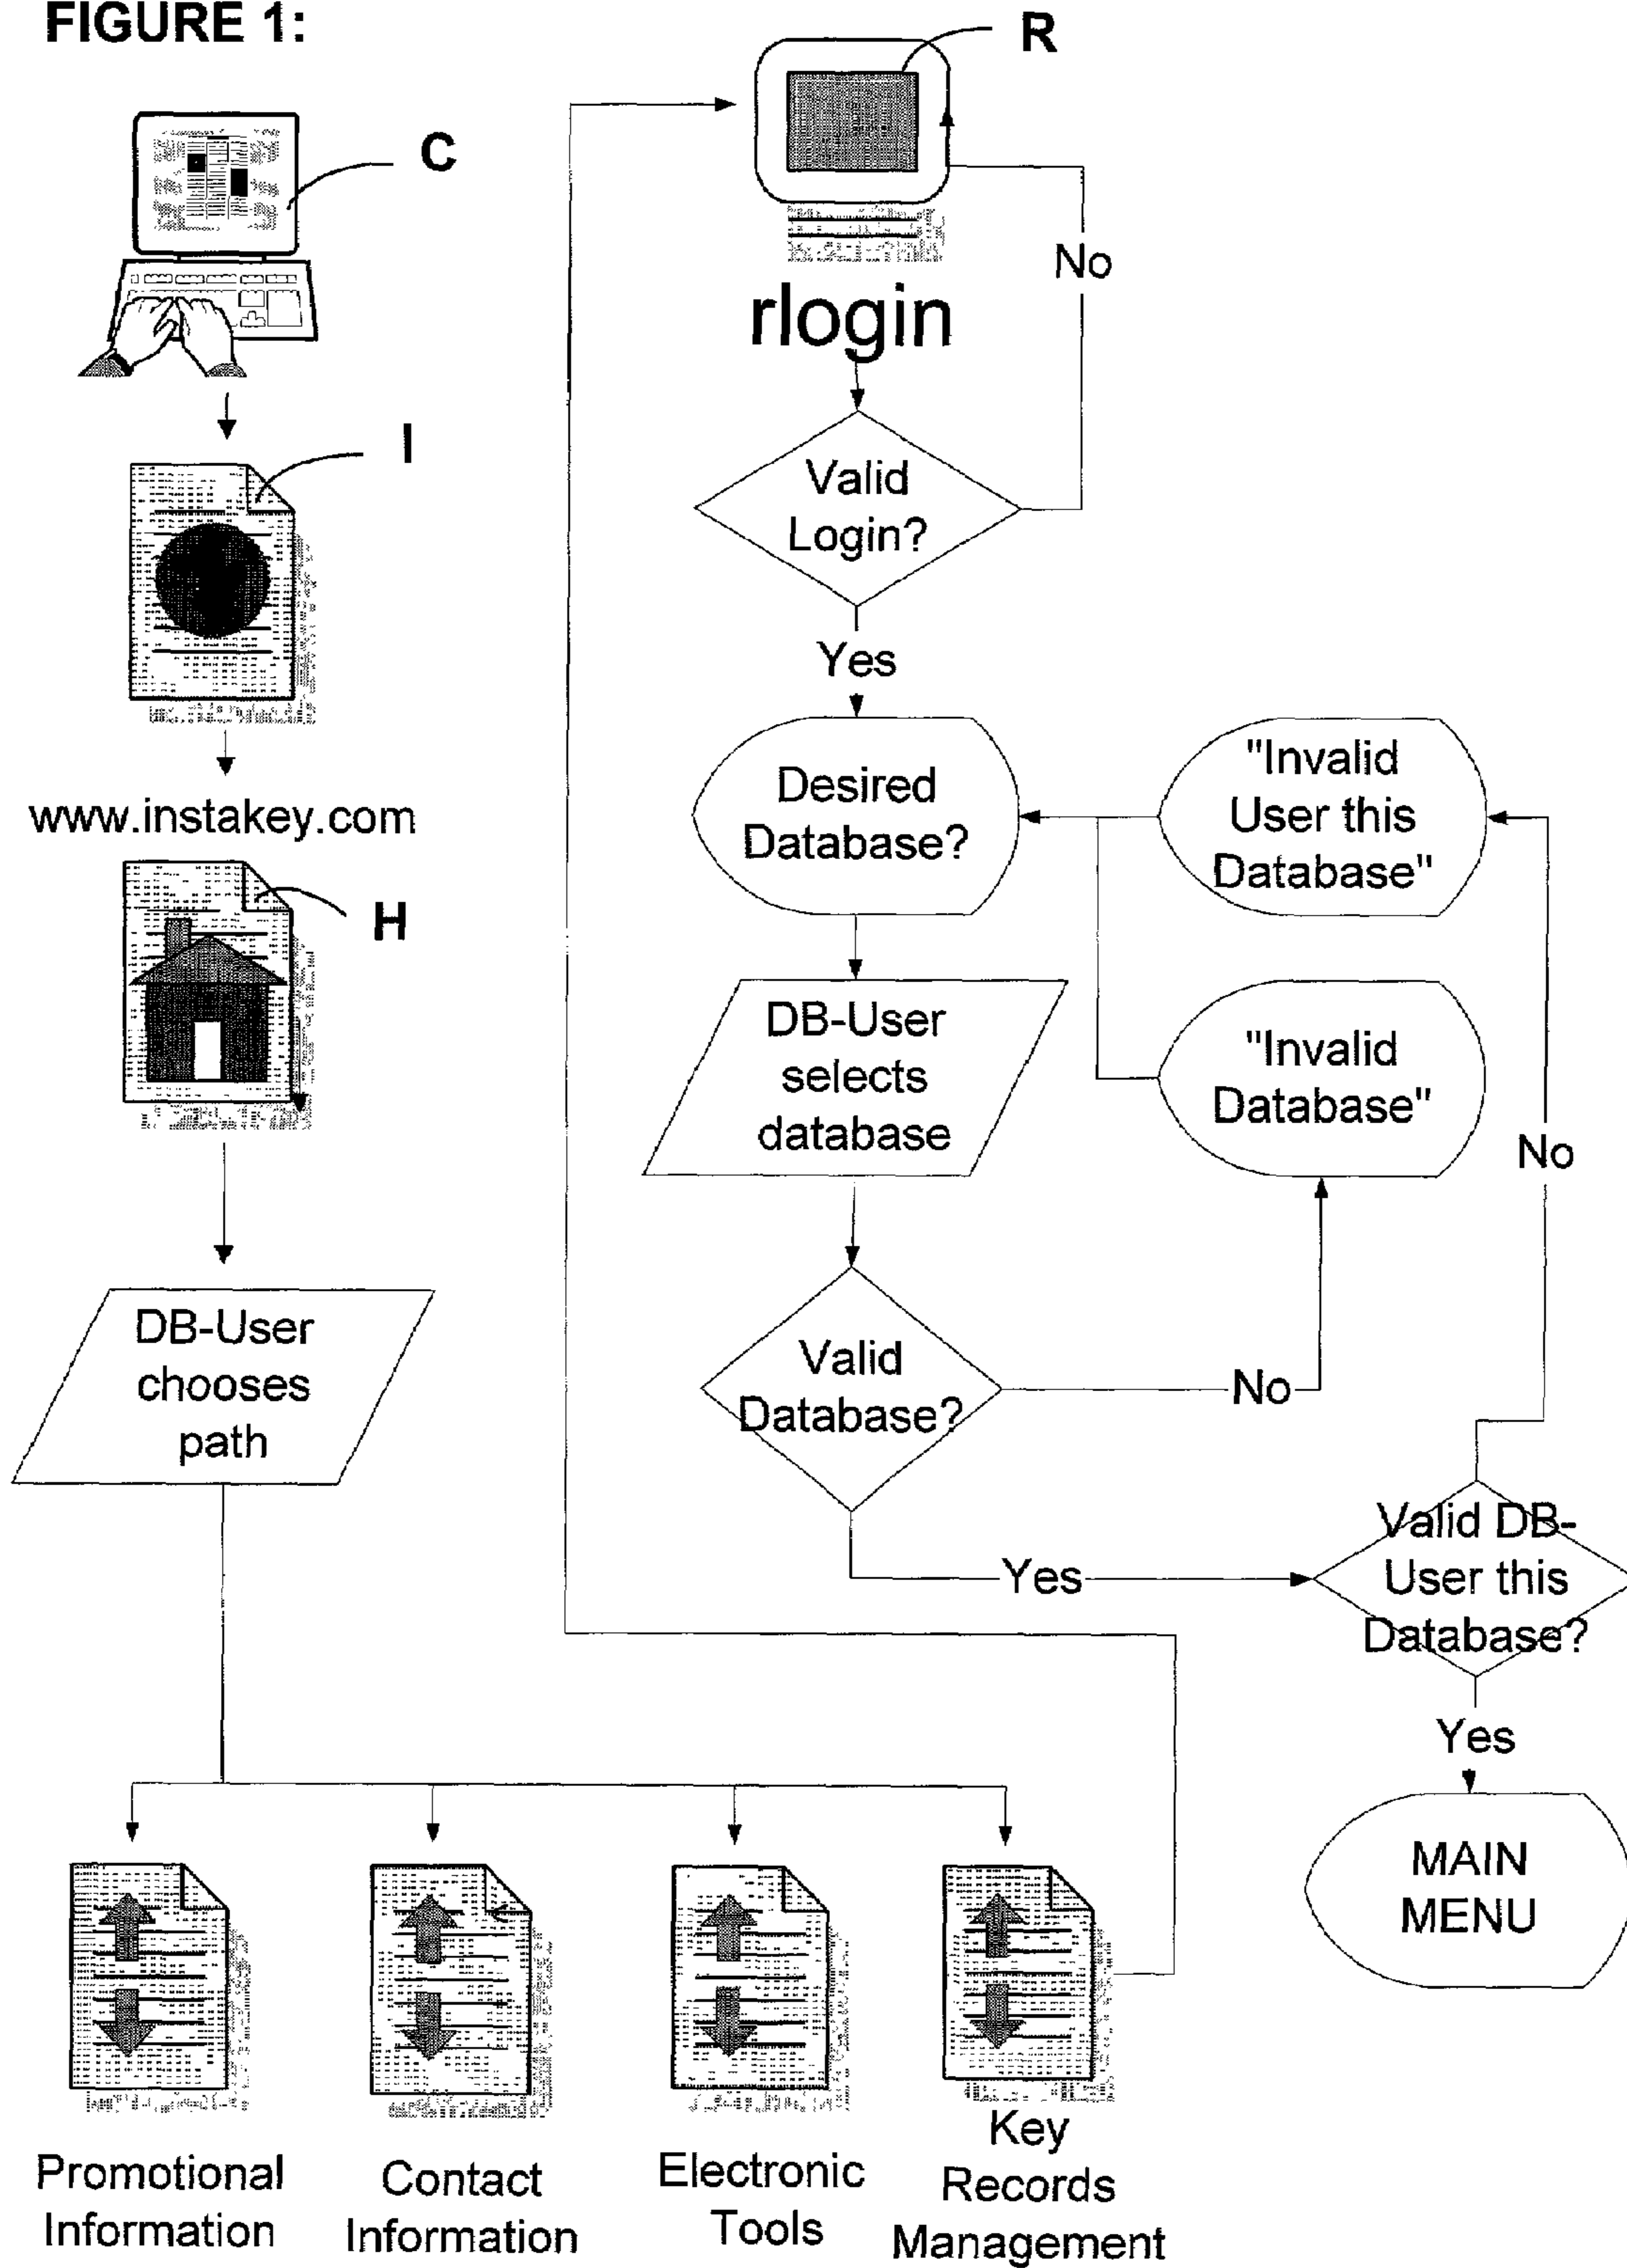 FIGURE 1:
C
I
www.instakey.com
H
DB-User
chooses
path
Promotional
Information
Contact
Information
Electronic
Tools
Key
Records
Management
R
No
rlogin
Valid
Login?
Yes
Desired
Database?
"Invalid
User this
Database"
DB-User
selects
database
"Invalid
Database"
No
Valid
Database?
No
Yes
Valid DB-
User this
Database?
Yes
MAIN
MENU